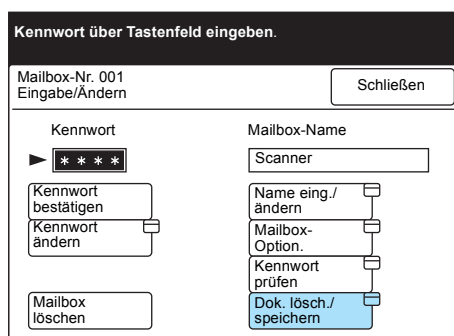 Kennwort über Tastenfeld eingeben.
Mailbox-Nr. 001
Eingabe/Ändern
Schließen
Kennwort
Mailbox-Name
****
Scanner
Kennwort
bestätigen
Name eing./
ändern
Kennwort
ändern
Mailbox-
Option.
Kennwort
prüfen
Mailbox
löschen
Dok. lösch./
speichern